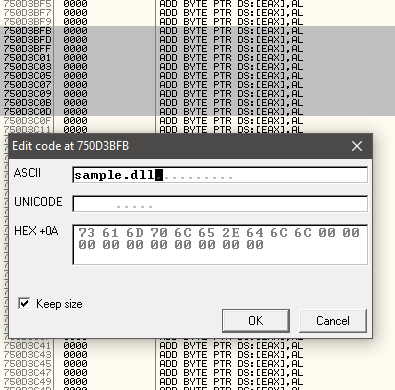 750D3BF5 0000 ADD BYTE PTR DS:[EAX],AL
750D3BF7 0000 ADD BYTE PTR DS:[EAX],AL
750D3BF9 0000 ADD BYTE PTR DS:[EAX],AL
750D3BFB 0000 ADD BYTE PTR DS:[EAX],AL
750D3BFD 0000 ADD BYTE PTR DS:[EAX],AL
750D3BFF 0000 ADD BYTE PTR DS:[EAX],AL
750D3C01 0000 ADD BYTE PTR DS:[EAX],AL
750D3C03 0000 ADD BYTE PTR DS:[EAX],AL
750D3C05 0000 ADD BYTE PTR DS:[EAX],AL
750D3C07 0000 ADD BYTE PTR DS:[EAX],AL
750D3C09 0000 ADD BYTE PTR DS:[EAX],AL
750D3C0B 0000 ADD BYTE PTR DS:[EAX],AL
750D3C0D 0000 ADD BYTE PTR DS:[EAX],AL
750D3C0F 0000 ADD BYTE PTR DS:[EAX],AL
750D3C11 0000 ADD BYTE PTR DS:[EAX],AL
Edit code at 750D3BFB
ASCII sample.dll..........
UNICODE .....
HEX +0A 73 61 6D 70 6C 65 2E 64 6C 6C 00 00
00 00 00 00 00 00 00 00
Keep size
OK Cancel
750D3C41 0000 ADD BYTE PTR DS:[EAX],AL
750D3C43 0000 ADD BYTE PTR DS:[EAX],AL
750D3C45 0000 ADD BYTE PTR DS:[EAX],AL
750D3C47 0000 ADD BYTE PTR DS:[EAX],AL
750D3C49 0000 ADD BYTE PTR DS:[EAX],AL
750D3C4B 0000 ADD BYTE PTR DS:[EAX],AL